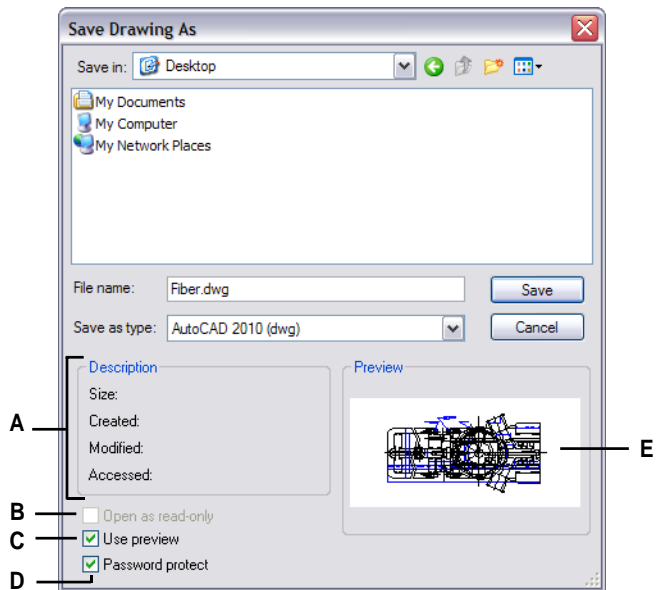 Save Drawing As
Save in: Desktop
My Documents
My Computer
My Network Places
File name: Fiber.dwg Save
Save as type: AutoCAD 2010 (dwg) Cancel
Description Preview
Size:
Created:
Modified:
Accessed:
A
E
B Open as read-only
C Use preview
D Password protect